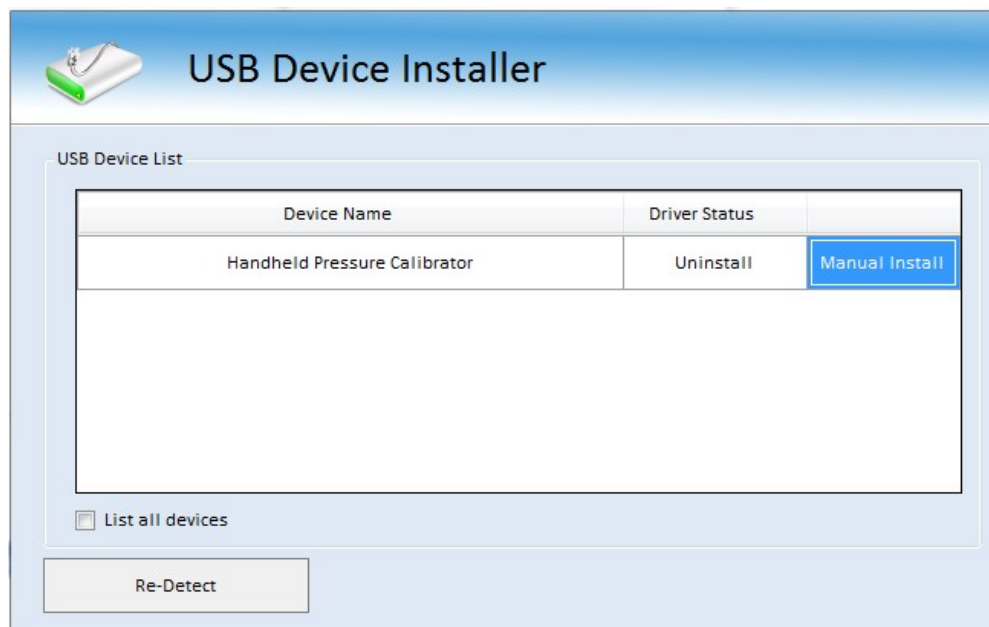 USB Device Installer
USB Device List
Device Name Driver Status
Handheld Pressure Calibrator Uninstall Manual Install
List all devices
Re-Detect